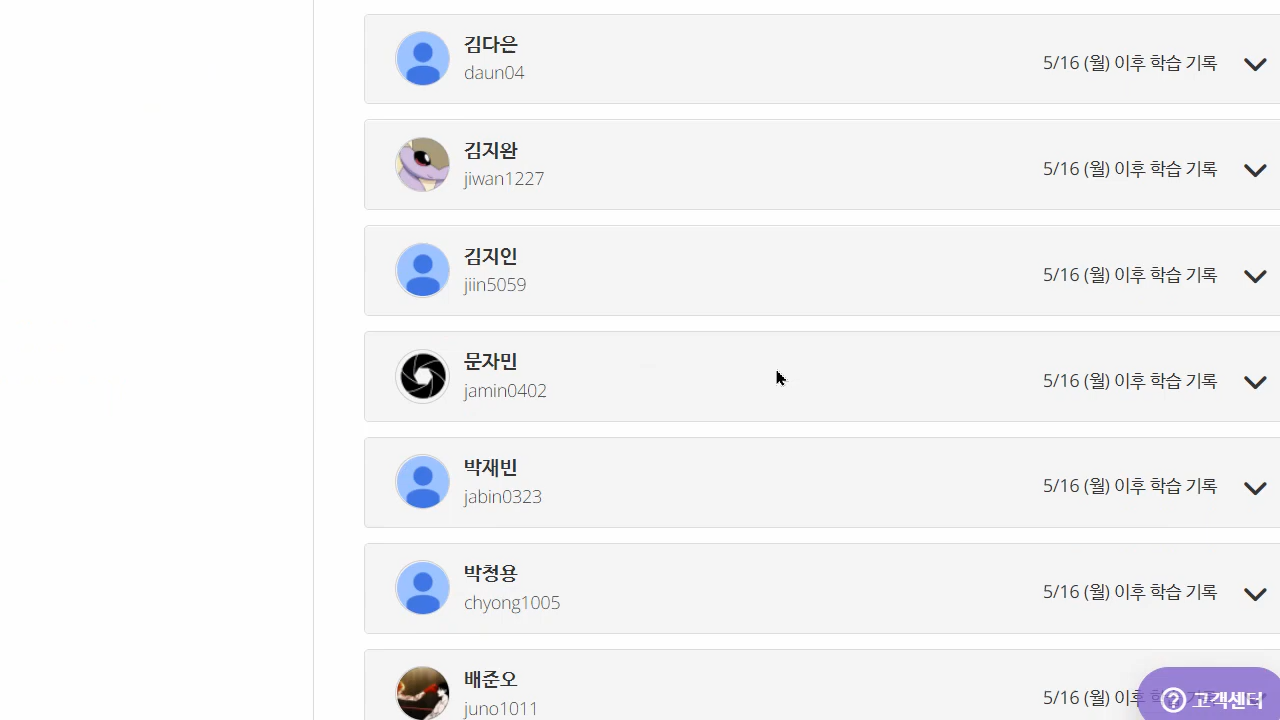 김다은
daun04
5/16 (월) 이후 학습 기록
김지완
jiwan1227
5/16 (월) 이후 학습 기록
김지인
jiin5059
5/16 (월) 이후 학습 기록
문자민
jamin0402
5/16 (월) 이후 학습 기록
박재빈
jabin0323
5/16 (월) 이후 학습 기록
박청용
chyong1005
5/16 (월) 이후 학습 기록
배준오
juno1011
5/16 (월) 이후 학습 기록
고객센터